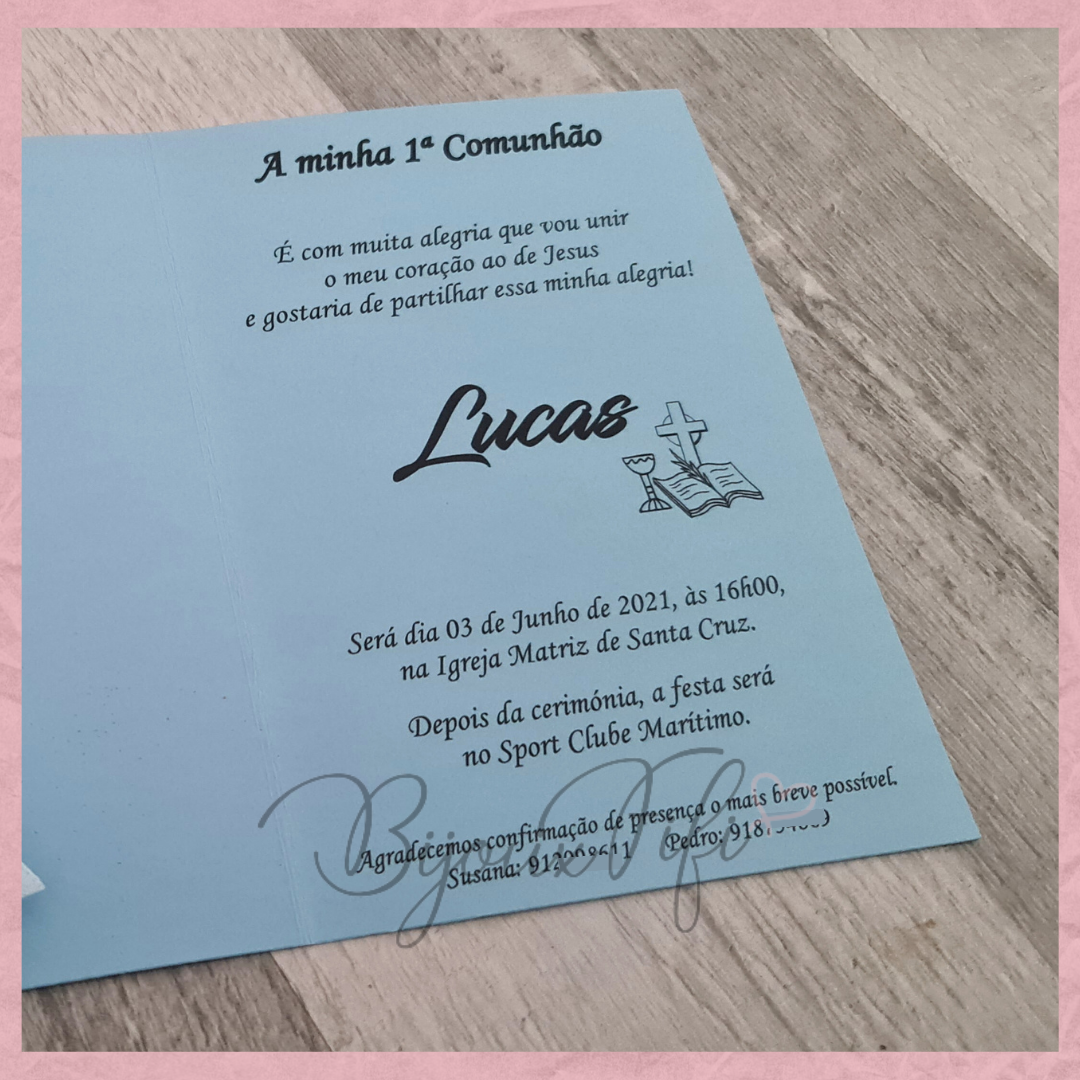 A minha 1ª Comunhão
É com muita alegria que vou unir
o meu coração ao de Jesus
e gostaria de partilhar essa minha alegria!
Lucas
Será dia 03 de Junho de 2021, às 16h00,
na Igreja Matriz de Santa Cruz.
Depois da cerimónia, a festa será
no Sport Clube Marítimo.
Agradecemos confirmação de presença o mais breve possível.
Susana: Pedro:
Bijoux Fifi